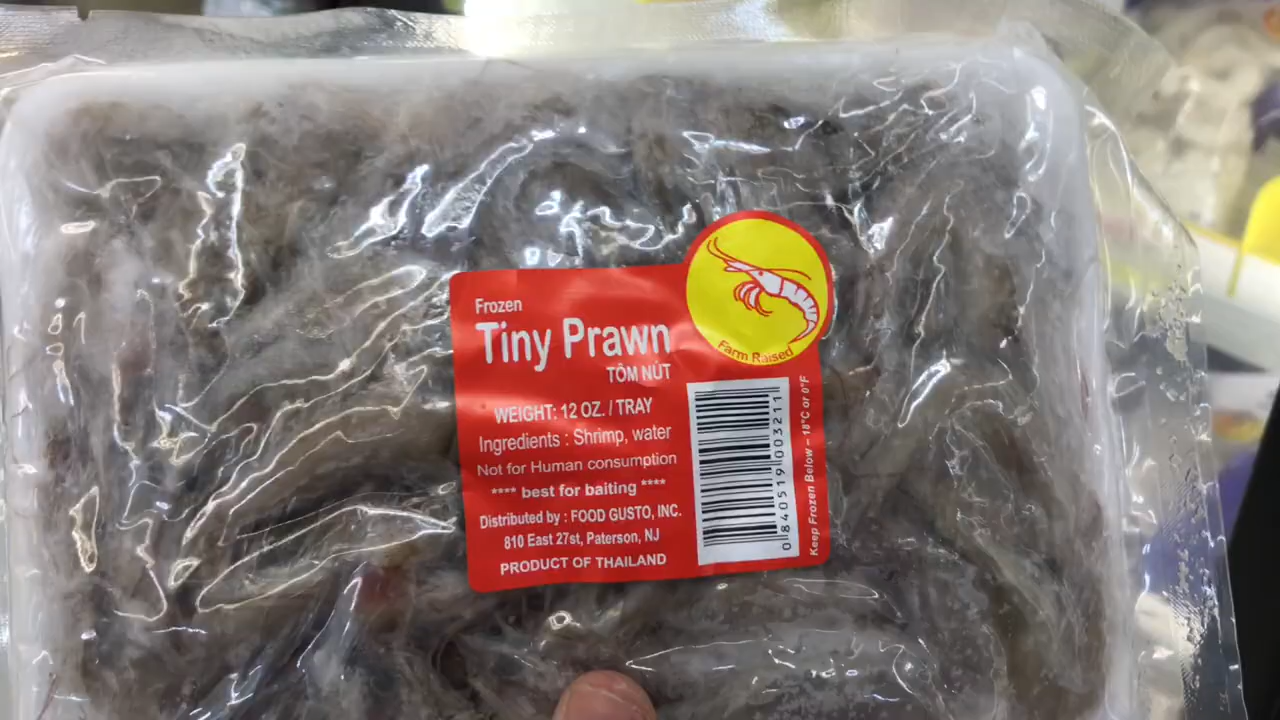 Frozen
Tiny Prawn
TÔM NÚT
WEIGHT: 12 OZ. / TRAY
Ingredients : Shrimp, water
Not for Human consumption
**** best for baiting ****
Distributed by : FOOD GUSTO, INC.
810 East 27st, Paterson, NJ
PRODUCT OF THAILAND
Farm Raised
0 840519 003211
Keep Frozen Below – 18°C or 0°F